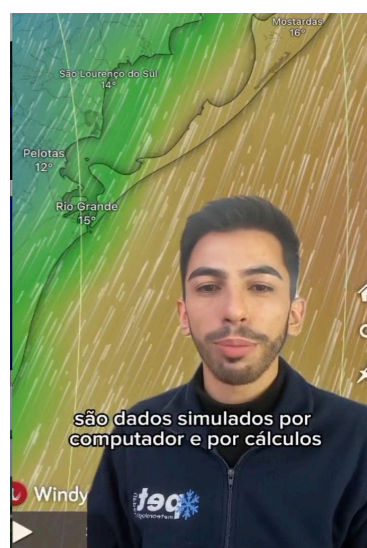 Mostardas
16°
São Lourenço do Sul
14°
Pelotas
12°
Rio Grande
15°
são dados simulados por
computador e por cálculos
pet
Windy